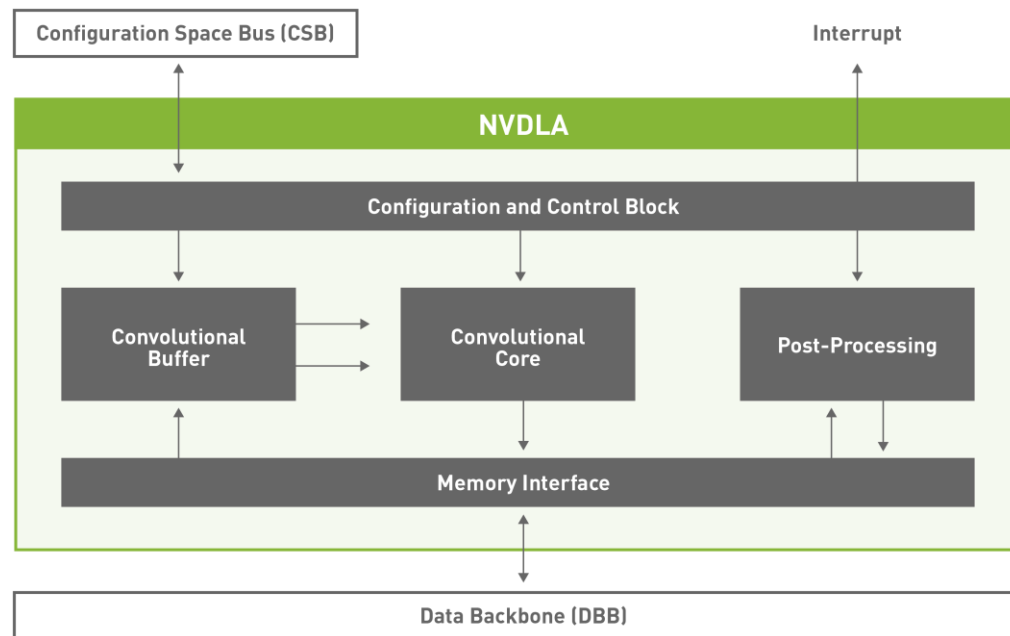 Configuration Space Bus (CSB)
Interrupt
NVDLA
Configuration and Control Block
Convolutional
Buffer
Convolutional
Core
Post-Processing
Memory Interface
Data Backbone (DBB)